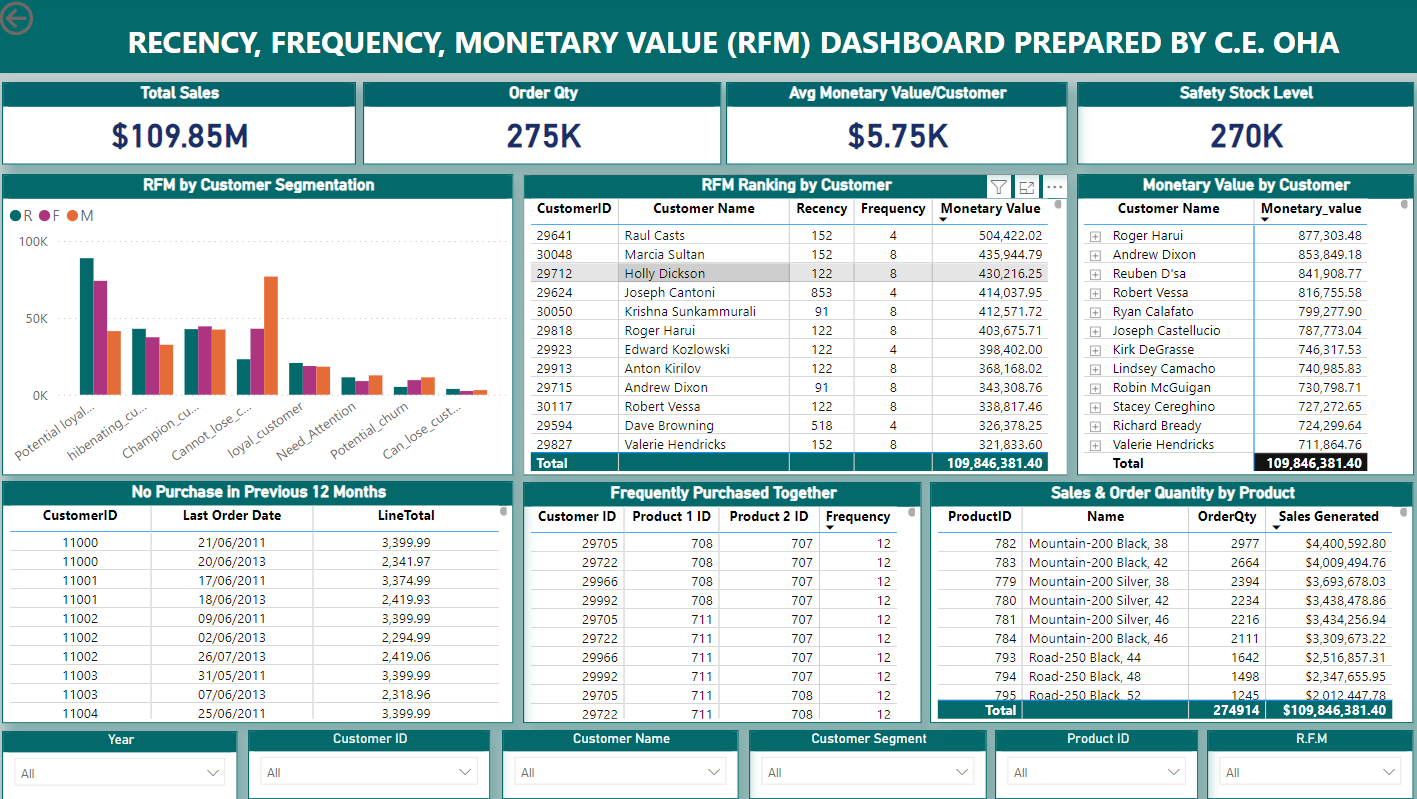 RECENCY, FREQUENCY, MONETARY VALUE (RFM) DASHBOARD PREPARED BY C.E. OHA
Total Sales
$109.85M
Order Qty
275K
Avg Monetary Value/Customer
$5.75K
Safety Stock Level
270K
RFM by Customer Segmentation
R F M
100K
50K
0K
Potential loyal...
hibenating_cu...
Champion_cu...
Cannot_lose_c...
loyal_customer
Need_Attention
Potential_churn
Can_lose_cust...
RFM Ranking by Customer
CustomerID Customer Name Recency Frequency Monetary Value
29641 Raul Casts 152 4 504,422.02
30048 Marcia Sultan 152 8 435,944.79
29712 Holly Dickson 122 8 430,216.25
29624 Joseph Cantoni 853 4 414,037.95
30050 Krishna Sunkammurali 91 8 412,571.72
29818 Roger Harui 122 8 403,675.71
29923 Edward Kozlowski 122 4 398,402.00
29913 Anton Kirilov 122 8 368,168.02
29715 Andrew Dixon 91 8 343,308.76
30117 Robert Vessa 122 8 338,817.46
29594 Dave Browning 518 4 326,378.25
29827 Valerie Hendricks 152 8 321,833.60
Total 109,846,381.40
Monetary Value by Customer
Customer Name Monetary_value
Roger Harui 877,303.48
Andrew Dixon 853,849.18
Reuben D'sa 841,908.77
Robert Vessa 816,755.58
Ryan Calafato 799,277.90
Joseph Castellucio 787,773.04
Kirk DeGrasse 746,317.53
Lindsey Camacho 740,985.83
Robin McGuigan 730,798.71
Stacey Cereghino 727,272.65
Richard Bready 724,299.64
Valerie Hendricks 711,864.76
Total 109,846,381.40
No Purchase in Previous 12 Months
CustomerID Last Order Date LineTotal
11000 21/06/2011 3,399.99
11000 20/06/2013 2,341.97
11001 17/06/2011 3,374.99
11001 18/06/2013 2,419.93
11002 09/06/2011 3,399.99
11002 02/06/2013 2,294.99
11002 26/07/2013 2,419.06
11003 31/05/2011 3,399.99
11003 07/06/2013 2,318.96
11004 25/06/2011 3,399.99
Frequently Purchased Together
Customer ID Product 1 ID Product 2 ID Frequency
29705 708 707 12
29722 708 707 12
29966 708 707 12
29992 708 707 12
29705 711 707 12
29722 711 707 12
29966 711 707 12
29992 711 707 12
29705 711 708 12
29722 711 708 12
Sales & Order Quantity by Product
ProductID Name OrderQty Sales Generated
782 Mountain-200 Black, 38 2977 $4,400,592.80
783 Mountain-200 Black, 42 2664 $4,009,494.76
779 Mountain-200 Silver, 38 2394 $3,693,678.03
780 Mountain-200 Silver, 42 2234 $3,438,478.86
781 Mountain-200 Silver, 46 2216 $3,434,256.94
784 Mountain-200 Black, 46 2111 $3,309,673.22
793 Road-250 Black, 44 1642 $2,516,857.31
794 Road-250 Black, 48 1498 $2,347,655.95
795 Road-250 Black, 52 1245 $2,012,447.78
Total 274914 $109,846,381.40
Year
All
Customer ID
All
Customer Name
All
Customer Segment
All
Product ID
All
R.F.M
All